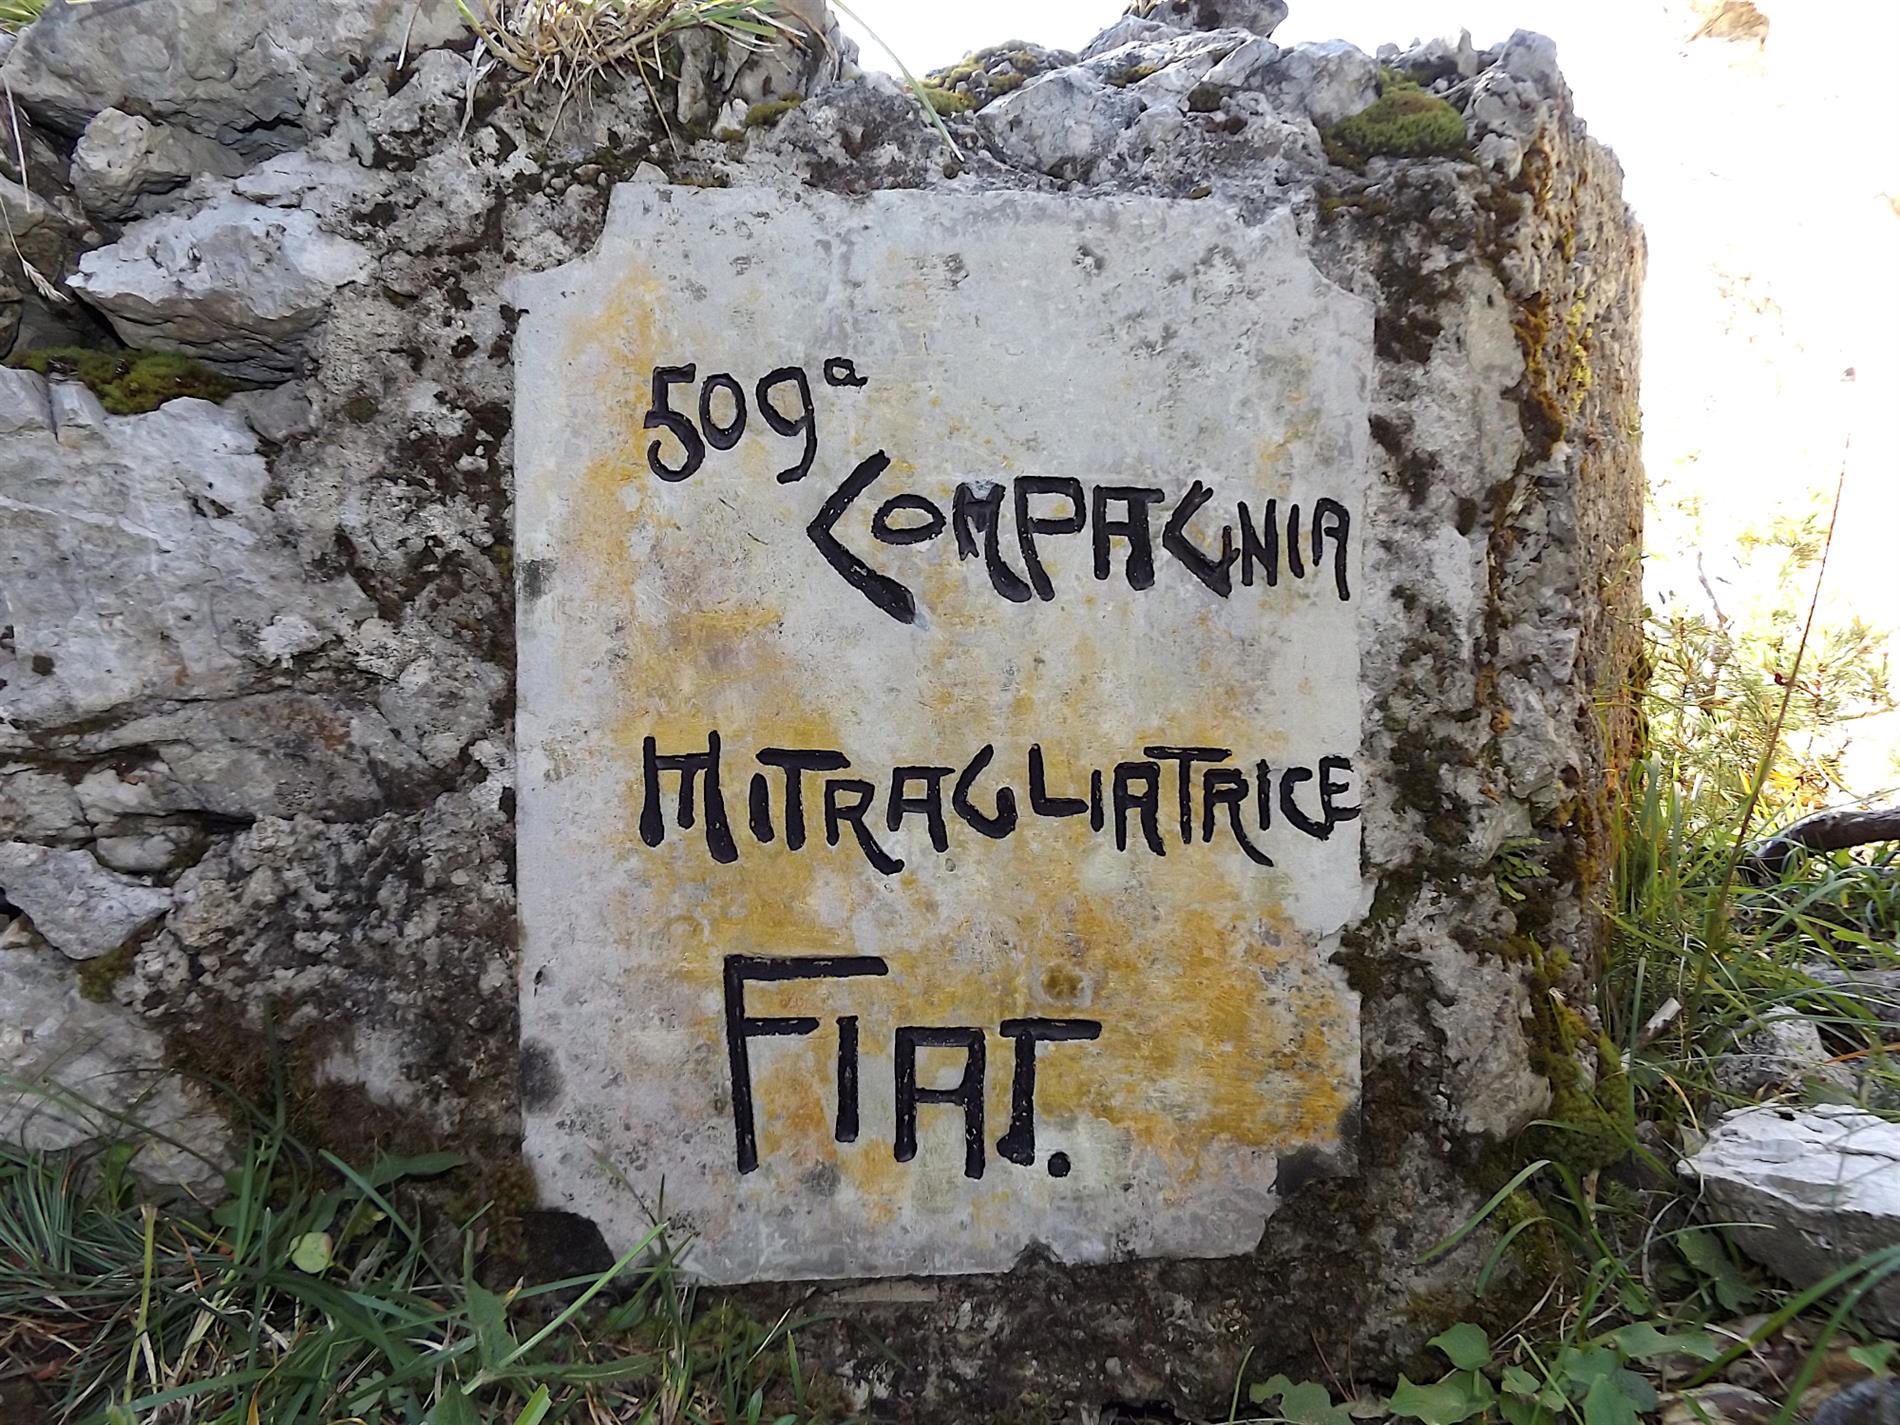 509ª
COMPAGNIA
MITRAGLIATRICE
FIAT.